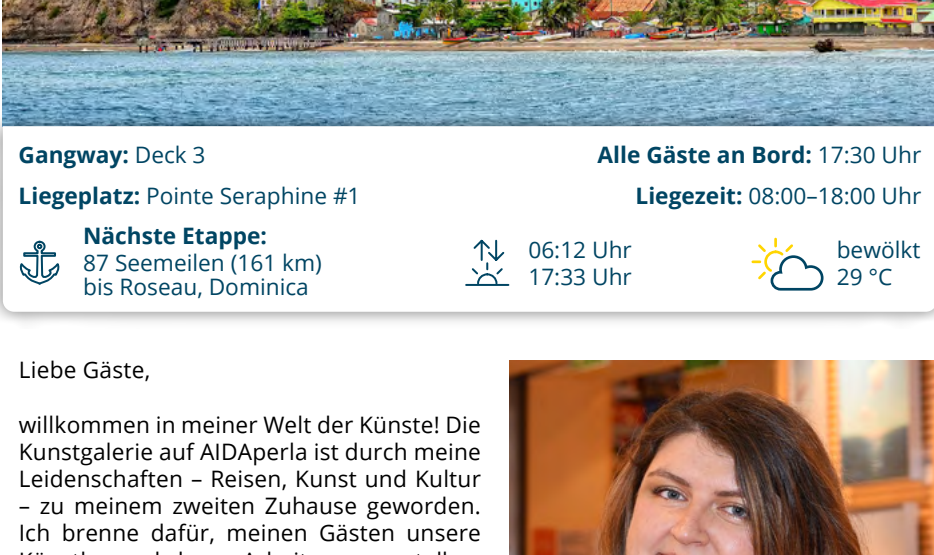 Gangway: Deck 3
Alle Gäste an Bord: 17:30 Uhr
Liegeplatz: Pointe Seraphine #1
Liegezeit: 08:00–18:00 Uhr
Nächste Etappe:
87 Seemeilen (161 km)
bis Roseau, Dominica
06:12 Uhr
17:33 Uhr
bewölkt
29 °C
Liebe Gäste,
willkommen in meiner Welt der Künste! Die
Kunstgalerie auf AIDAperla ist durch meine
Leidenschaften – Reisen, Kunst und Kultur
– zu meinem zweiten Zuhause geworden.
Ich brenne dafür, meinen Gästen unsere